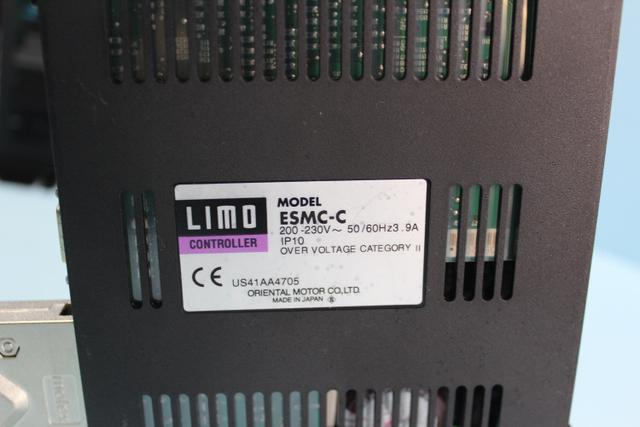 LIMO
CONTROLLER
MODEL
ESMC-C
200-230V~ 50/60Hz3.9A
IP10
OVER VOLTAGE CATEGORY II
CE US41AA4705
ORIENTAL MOTOR CO.,LTD.
MADE IN JAPAN Ⓢ